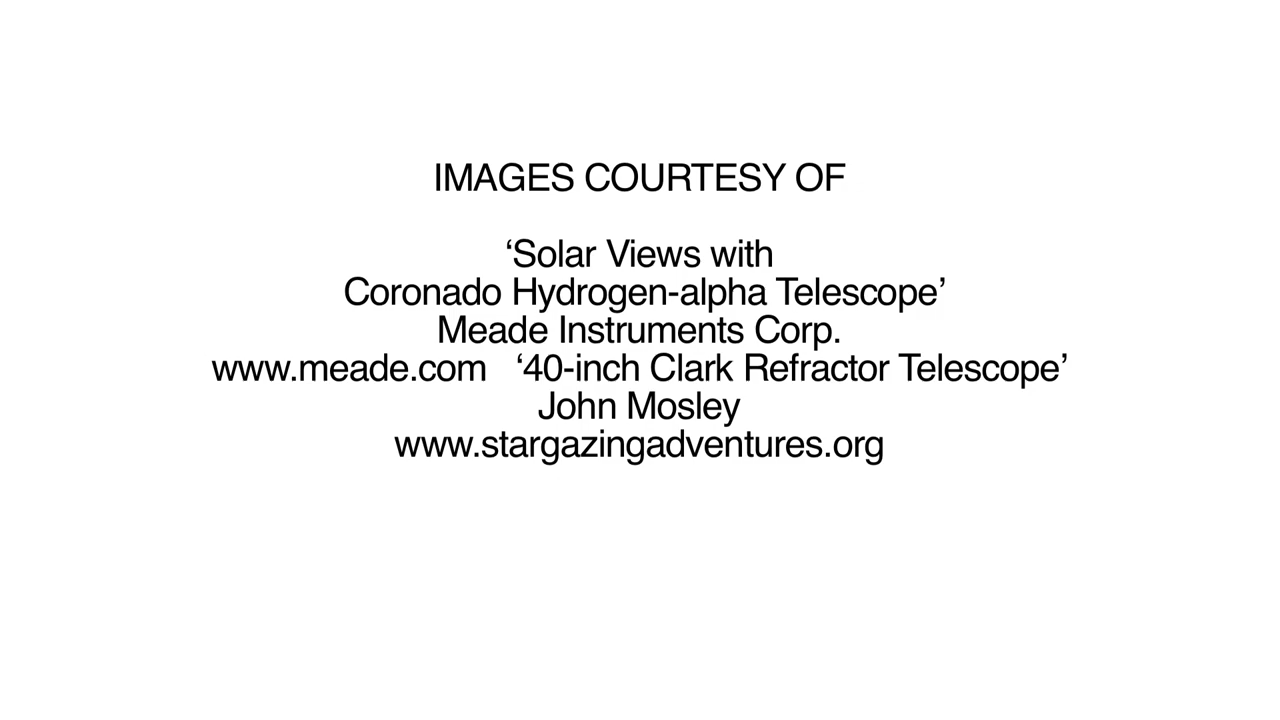 IMAGES COURTESY OF
‘Solar Views with
Coronado Hydrogen-alpha Telescope’
Meade Instruments Corp.
www.meade.com ‘40-inch Clark Refractor Telescope’
John Mosley
www.stargazingadventures.org